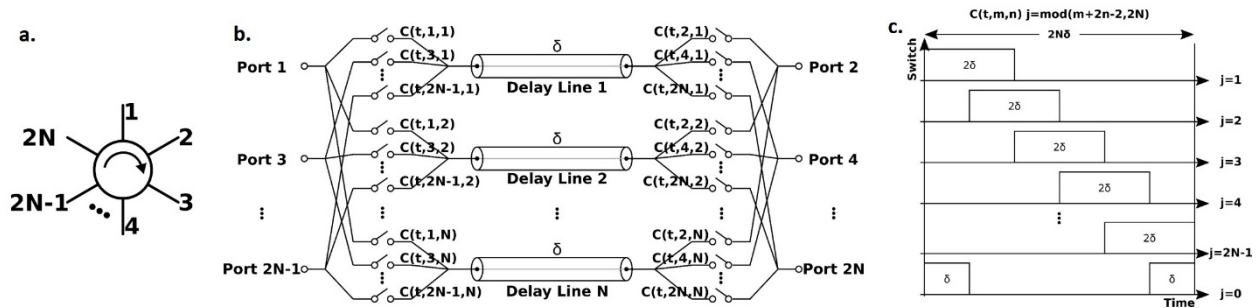 a.
1
2
3
4
2N-1
2N
b.
Port 1
Port 3
Port 2N-1
C(t,1,1)
C(t,3,1)
C(t,2N-1,1)
C(t,1,2)
C(t,3,2)
C(t,2N-1,2)
C(t,1,N)
C(t,3,N)
C(t,2N-1,N)
δ
Delay Line 1
δ
Delay Line 2
δ
Delay Line N
C(t,2,1)
C(t,4,1)
C(t,2N,1)
C(t,2,2)
C(t,4,2)
C(t,2N,2)
C(t,2,N)
C(t,4,N)
C(t,2N,N)
Port 2
Port 4
Port 2N
c.
C(t,m,n) j=mod(m+2n-2,2N)
2Nδ
Switch
2δ
j=1
2δ
j=2
2δ
j=3
2δ
j=4
2δ
j=2N-1
δ
δ
j=0
Time